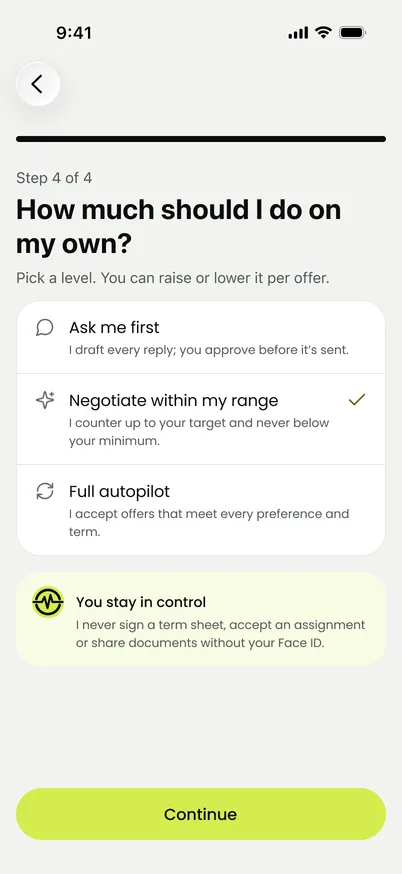 9:41
Step 4 of 4
How much should I do on
my own?
Pick a level. You can raise or lower it per offer.
Ask me first
I draft every reply; you approve before it’s sent.
Negotiate within my range
I counter up to your target and never below
your minimum.
Full autopilot
I accept offers that meet every preference and
term.
You stay in control
I never sign a term sheet, accept an assignment
or share documents without your Face ID.
Continue